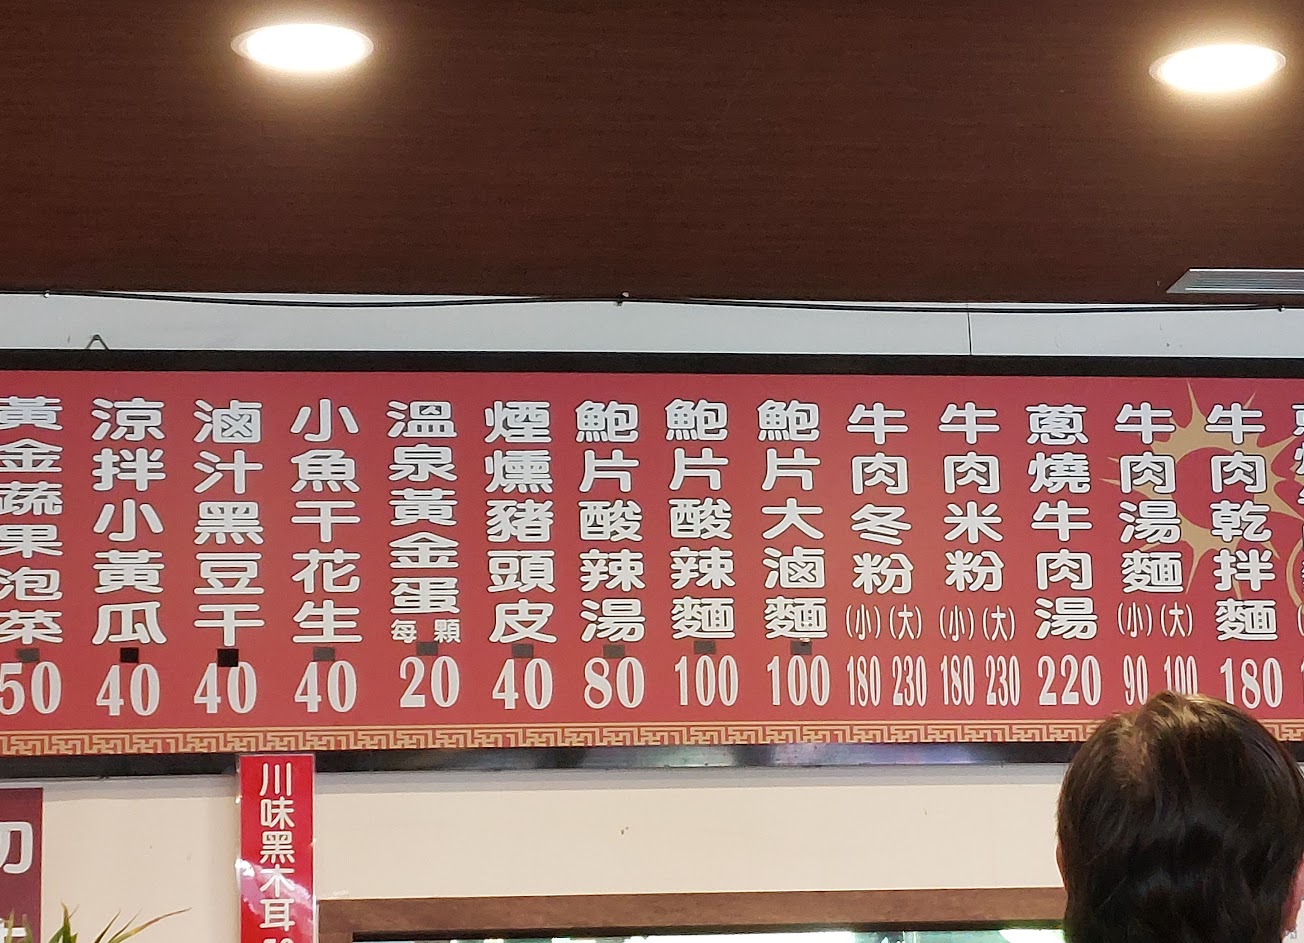 牛肉乾拌麵 180
牛肉湯麵 (小)(大) 90 100
蔥燒牛肉湯 220
牛肉米粉 (小)(大) 180 230
牛肉冬粉 (小)(大) 180 230
鮑片大滷麵 100
鮑片酸辣麵 100
鮑片酸辣湯 80
煙燻豬頭皮 40
溫泉黃金蛋 每顆 20
小魚干花生 40
滷汁黑豆干 40
涼拌小黃瓜 40
黃金蔬果泡菜 50
川味黑木耳
切